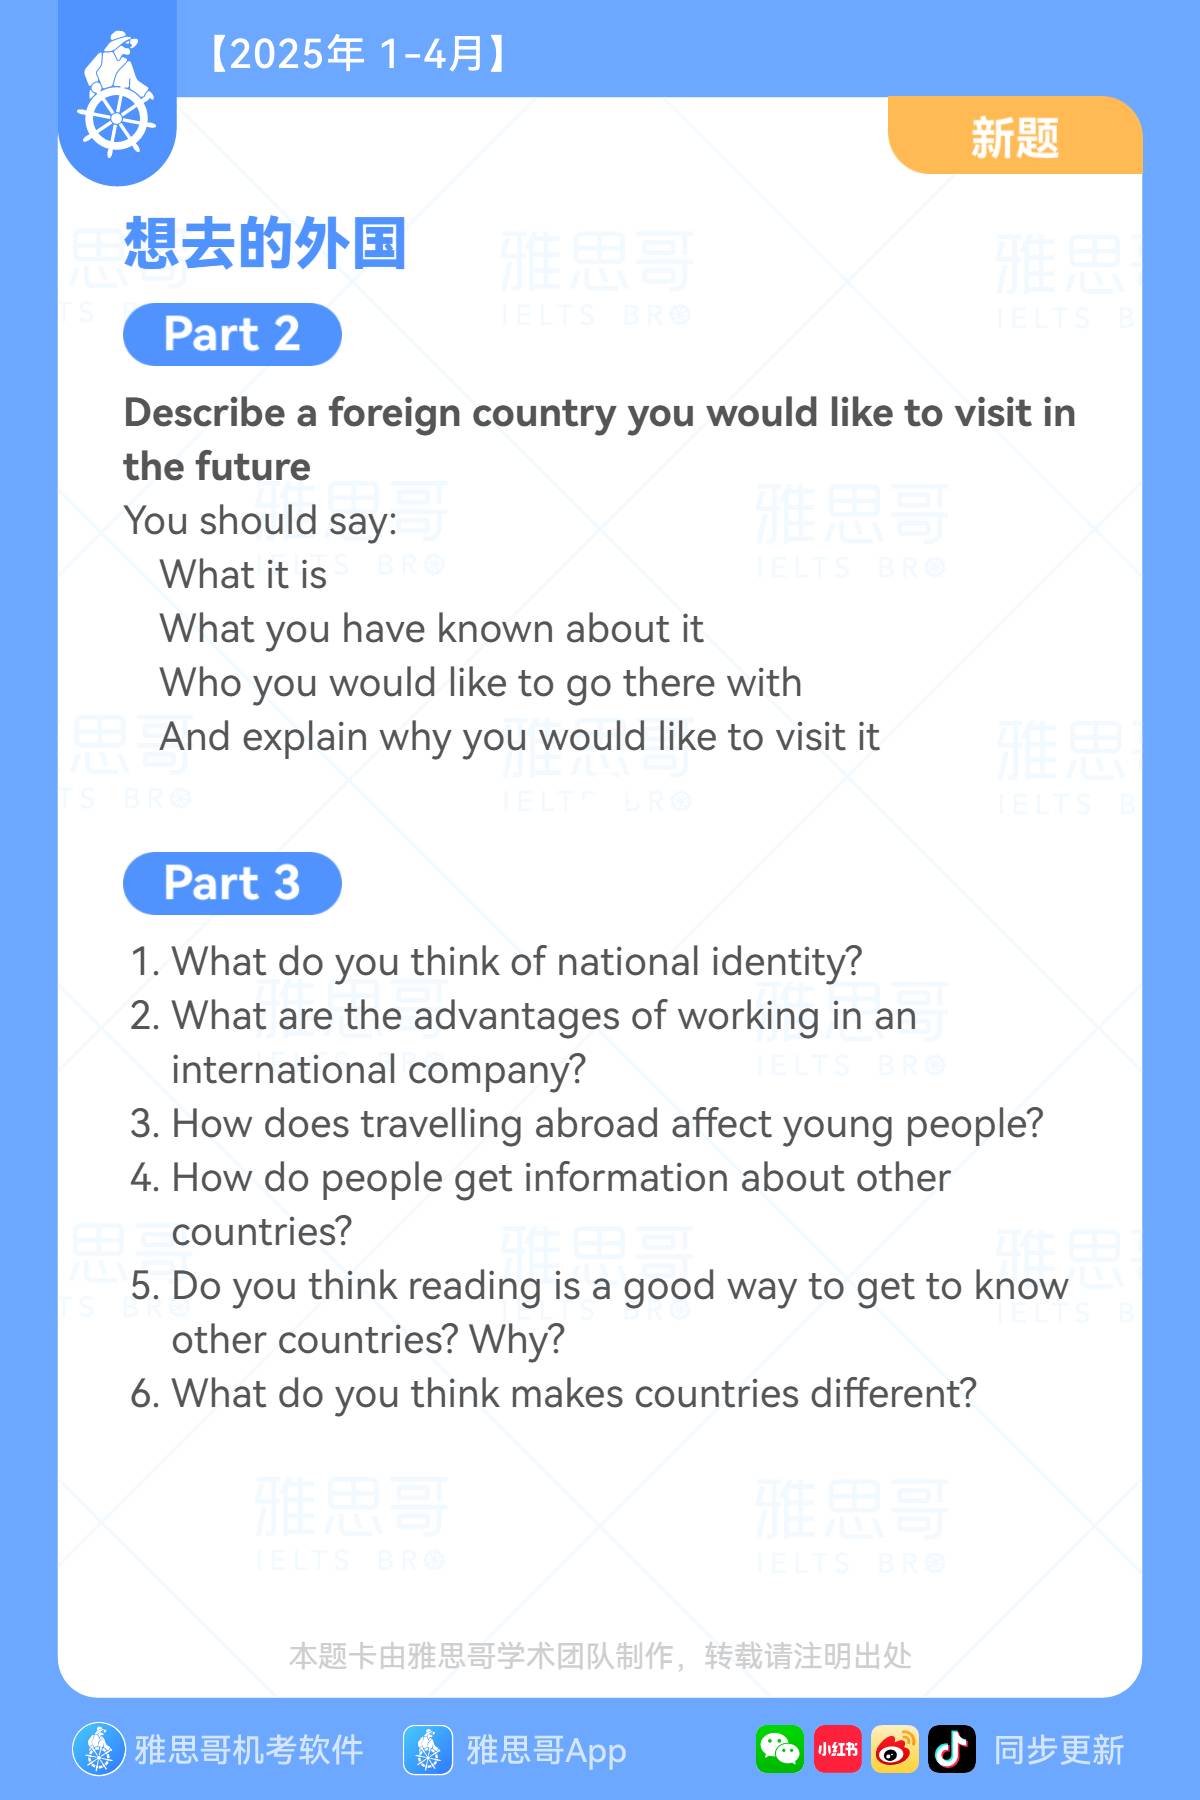 【2025年 1-4月】
新题
想去的外国
Part 2
Describe a foreign country you would like to visit in
the future
You should say:
What it is
What you have known about it
Who you would like to go there with
And explain why you would like to visit it
Part 3
1. What do you think of national identity?
2. What are the advantages of working in an
international company?
3. How does travelling abroad affect young people?
4. How do people get information about other
countries?
5. Do you think reading is a good way to get to know
other countries? Why?
6. What do you think makes countries different?
雅思哥
IELTS BRO
本题卡由雅思哥学术团队制作，转载请注明出处
雅思哥机考软件
雅思哥App
小红书
同步更新